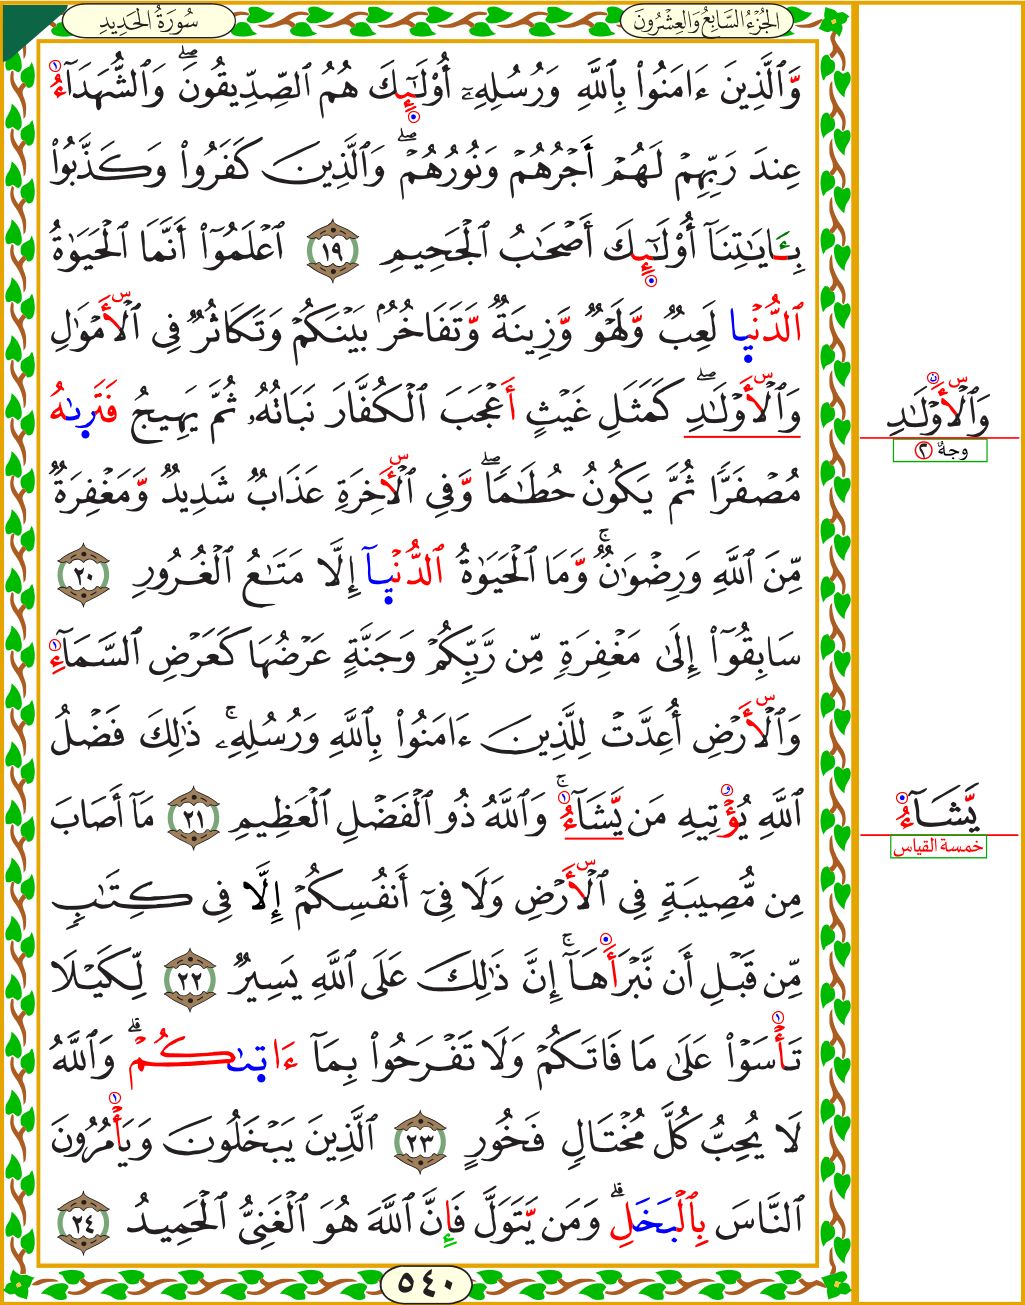 سُورَةُ الحَدِيدِ
الجُزْءُ السَّابِعُ وَالعِشْرُونَ
وَّٱلَّذِينَ ءَامَنُوا۟ بِٱللَّهِ وَرُسُلِهِۦٓ أُو۟لَـٰٓئِكَ هُمُ ٱلصِّدِّيقُونَۖ وَٱلشُّهَدَآءُ
عِندَ رَبِّهِمْ لَهُمْ أَجْرُهُمْ وَنُورُهُمْۖ وَٱلَّذِينَ كَفَرُوا۟ وَكَذَّبُوا۟
بِـَٔايَـٰتِنَآ أُو۟لَـٰٓئِكَ أَصْحَـٰبُ ٱلْجَحِيمِ ١٩ ٱعْلَمُوٓا۟ أَنَّمَا ٱلْحَيَوٰةُ
ٱلدُّنْيا لَعِبٌ وَّلَهْوٌ وَّزِينَةٌ وَّتَفَاخُرٌۢ بَيْنَكُمْ وَتَكَاثُرٌ فِى ٱلْأَمْوَٰلِ
وَٱلْأَوْلَـٰدِۖ كَمَثَلِ غَيْثٍ أَعْجَبَ ٱلْكُفَّارَ نَبَاتُهُۥ ثُمَّ يَهِيجُ فَتَرىٰهُ
مُصْفَرًّا ثُمَّ يَكُونُ حُطَـٰمًاۖ وَّفِى ٱلْأَخِرَةِ عَذَابٌ شَدِيدٌ وَّمَغْفِرَةٌ
مِّنَ ٱللَّهِ وَرِضْوَٰنٌۚ وَّمَا ٱلْحَيَوٰةُ ٱلدُّنْيآ إِلَّا مَتَـٰعُ ٱلْغُرُورِ ٢٠
سَابِقُوٓا۟ إِلَىٰ مَغْفِرَةٍ مِّن رَّبِّكُمْ وَجَنَّةٍ عَرْضُهَا كَعَرْضِ ٱلسَّمَآءِ
وَٱلْأَرْضِ أُعِدَّتْ لِلَّذِينَ ءَامَنُوا۟ بِٱللَّهِ وَرُسُلِهِۦۚ ذَٰلِكَ فَضْلُ
ٱللَّهِ يُؤْتِيهِ مَن يَّشَآءُۚ وَٱللَّهُ ذُو ٱلْفَضْلِ ٱلْعَظِيمِ ٢١ مَآ أَصَابَ
مِن مُّصِيبَةٍ فِى ٱلْأَرْضِ وَلَا فِىٓ أَنفُسِكُمْ إِلَّا فِى كِتَـٰبٍ
مِّن قَبْلِ أَن نَّبْرَأَهَآۚ إِنَّ ذَٰلِكَ عَلَى ٱللَّهِ يَسِيرٌ ٢٢ لِّكَيْلَا
تَأْسَوْا۟ عَلَىٰ مَا فَاتَكُمْ وَلَا تَفْرَحُوا۟ بِمَآ ءَاتىٰكُمْۗ وَٱللَّهُ
لَا يُحِبُّ كُلَّ مُخْتَالٍ فَخُورٍ ٢٣ ٱلَّذِينَ يَبْخَلُونَ وَيَأْمُرُونَ
ٱلنَّاسَ بِٱلْبَخَلِۗ وَمَن يَّتَوَلَّ فَإِنَّ ٱللَّهَ هُوَ ٱلْغَنِىُّ ٱلْحَمِيدُ ٢٤
٥٤٠
وَٱلْأَوْلَـٰدِ
وجهٌ ٣
يَّشَآءُ
خمسة القياس